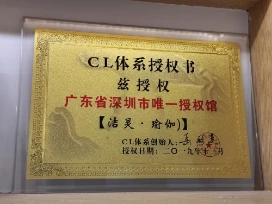 CL体系授权书
兹授权
广东省深圳市唯一授权馆
【洁灵·瑜伽】
CL体系创始人:
授权日期:二〇一九年 月